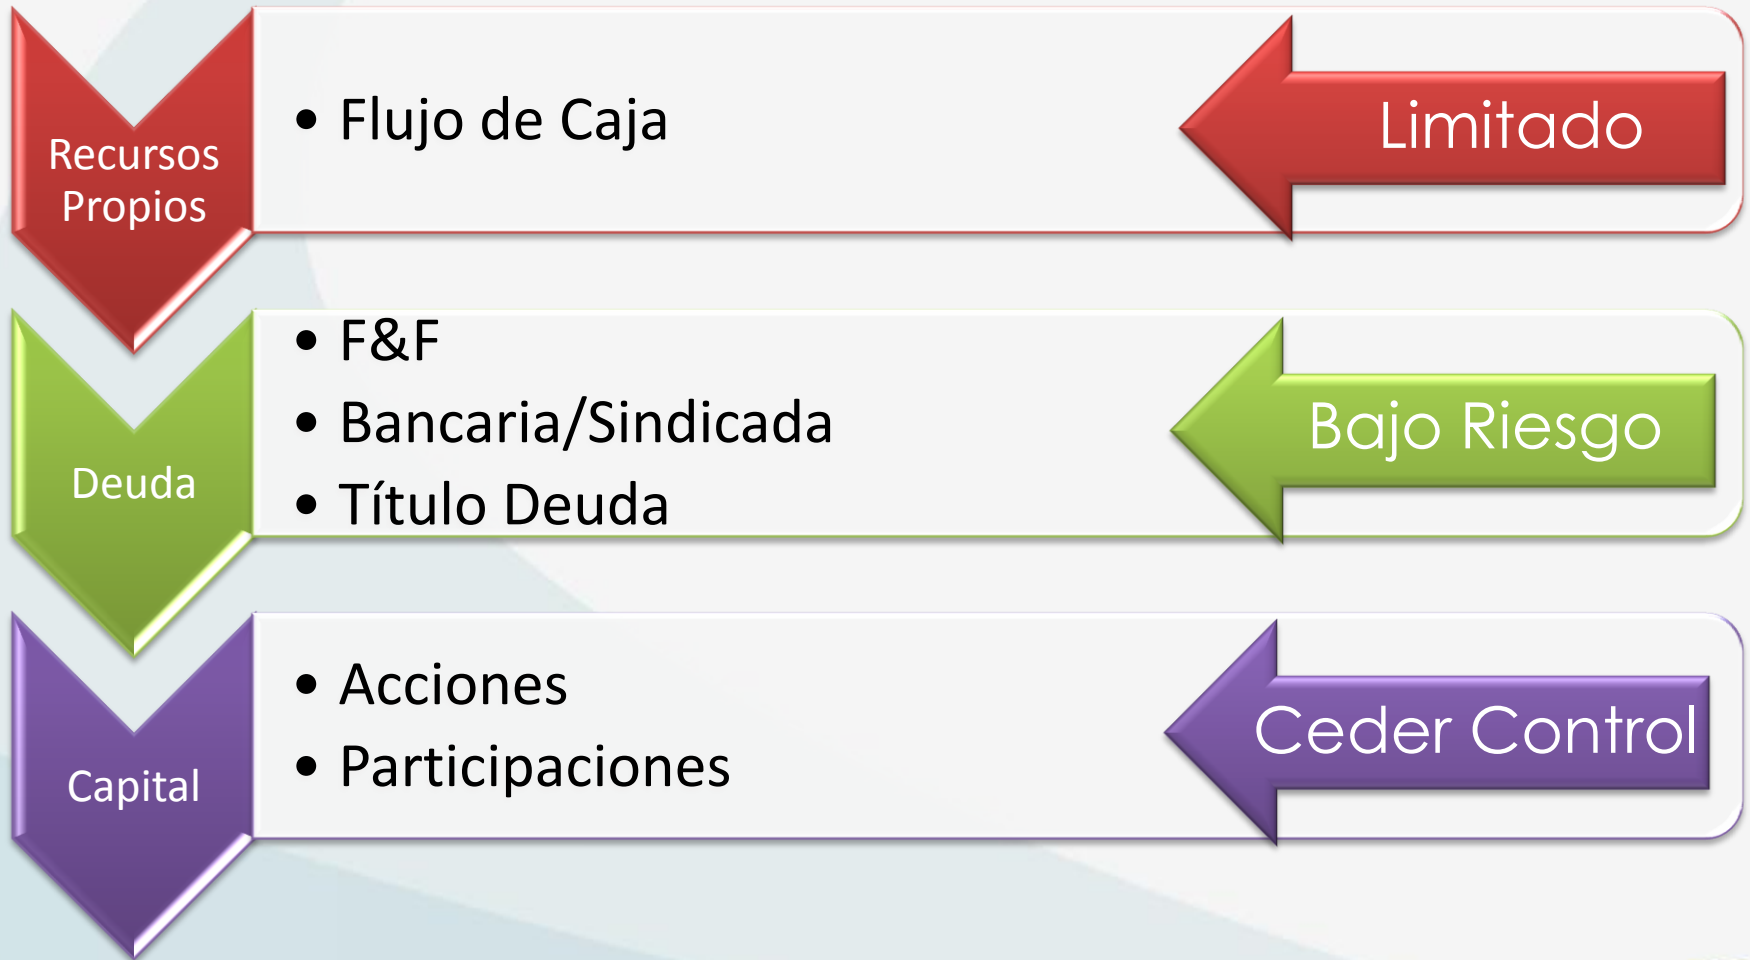 Recursos
Propios
• Flujo de Caja
Limitado
Deuda
• F&F
• Bancaria/Sindicada
• Título Deuda
Bajo Riesgo
Capital
• Acciones
• Participaciones
Ceder Control